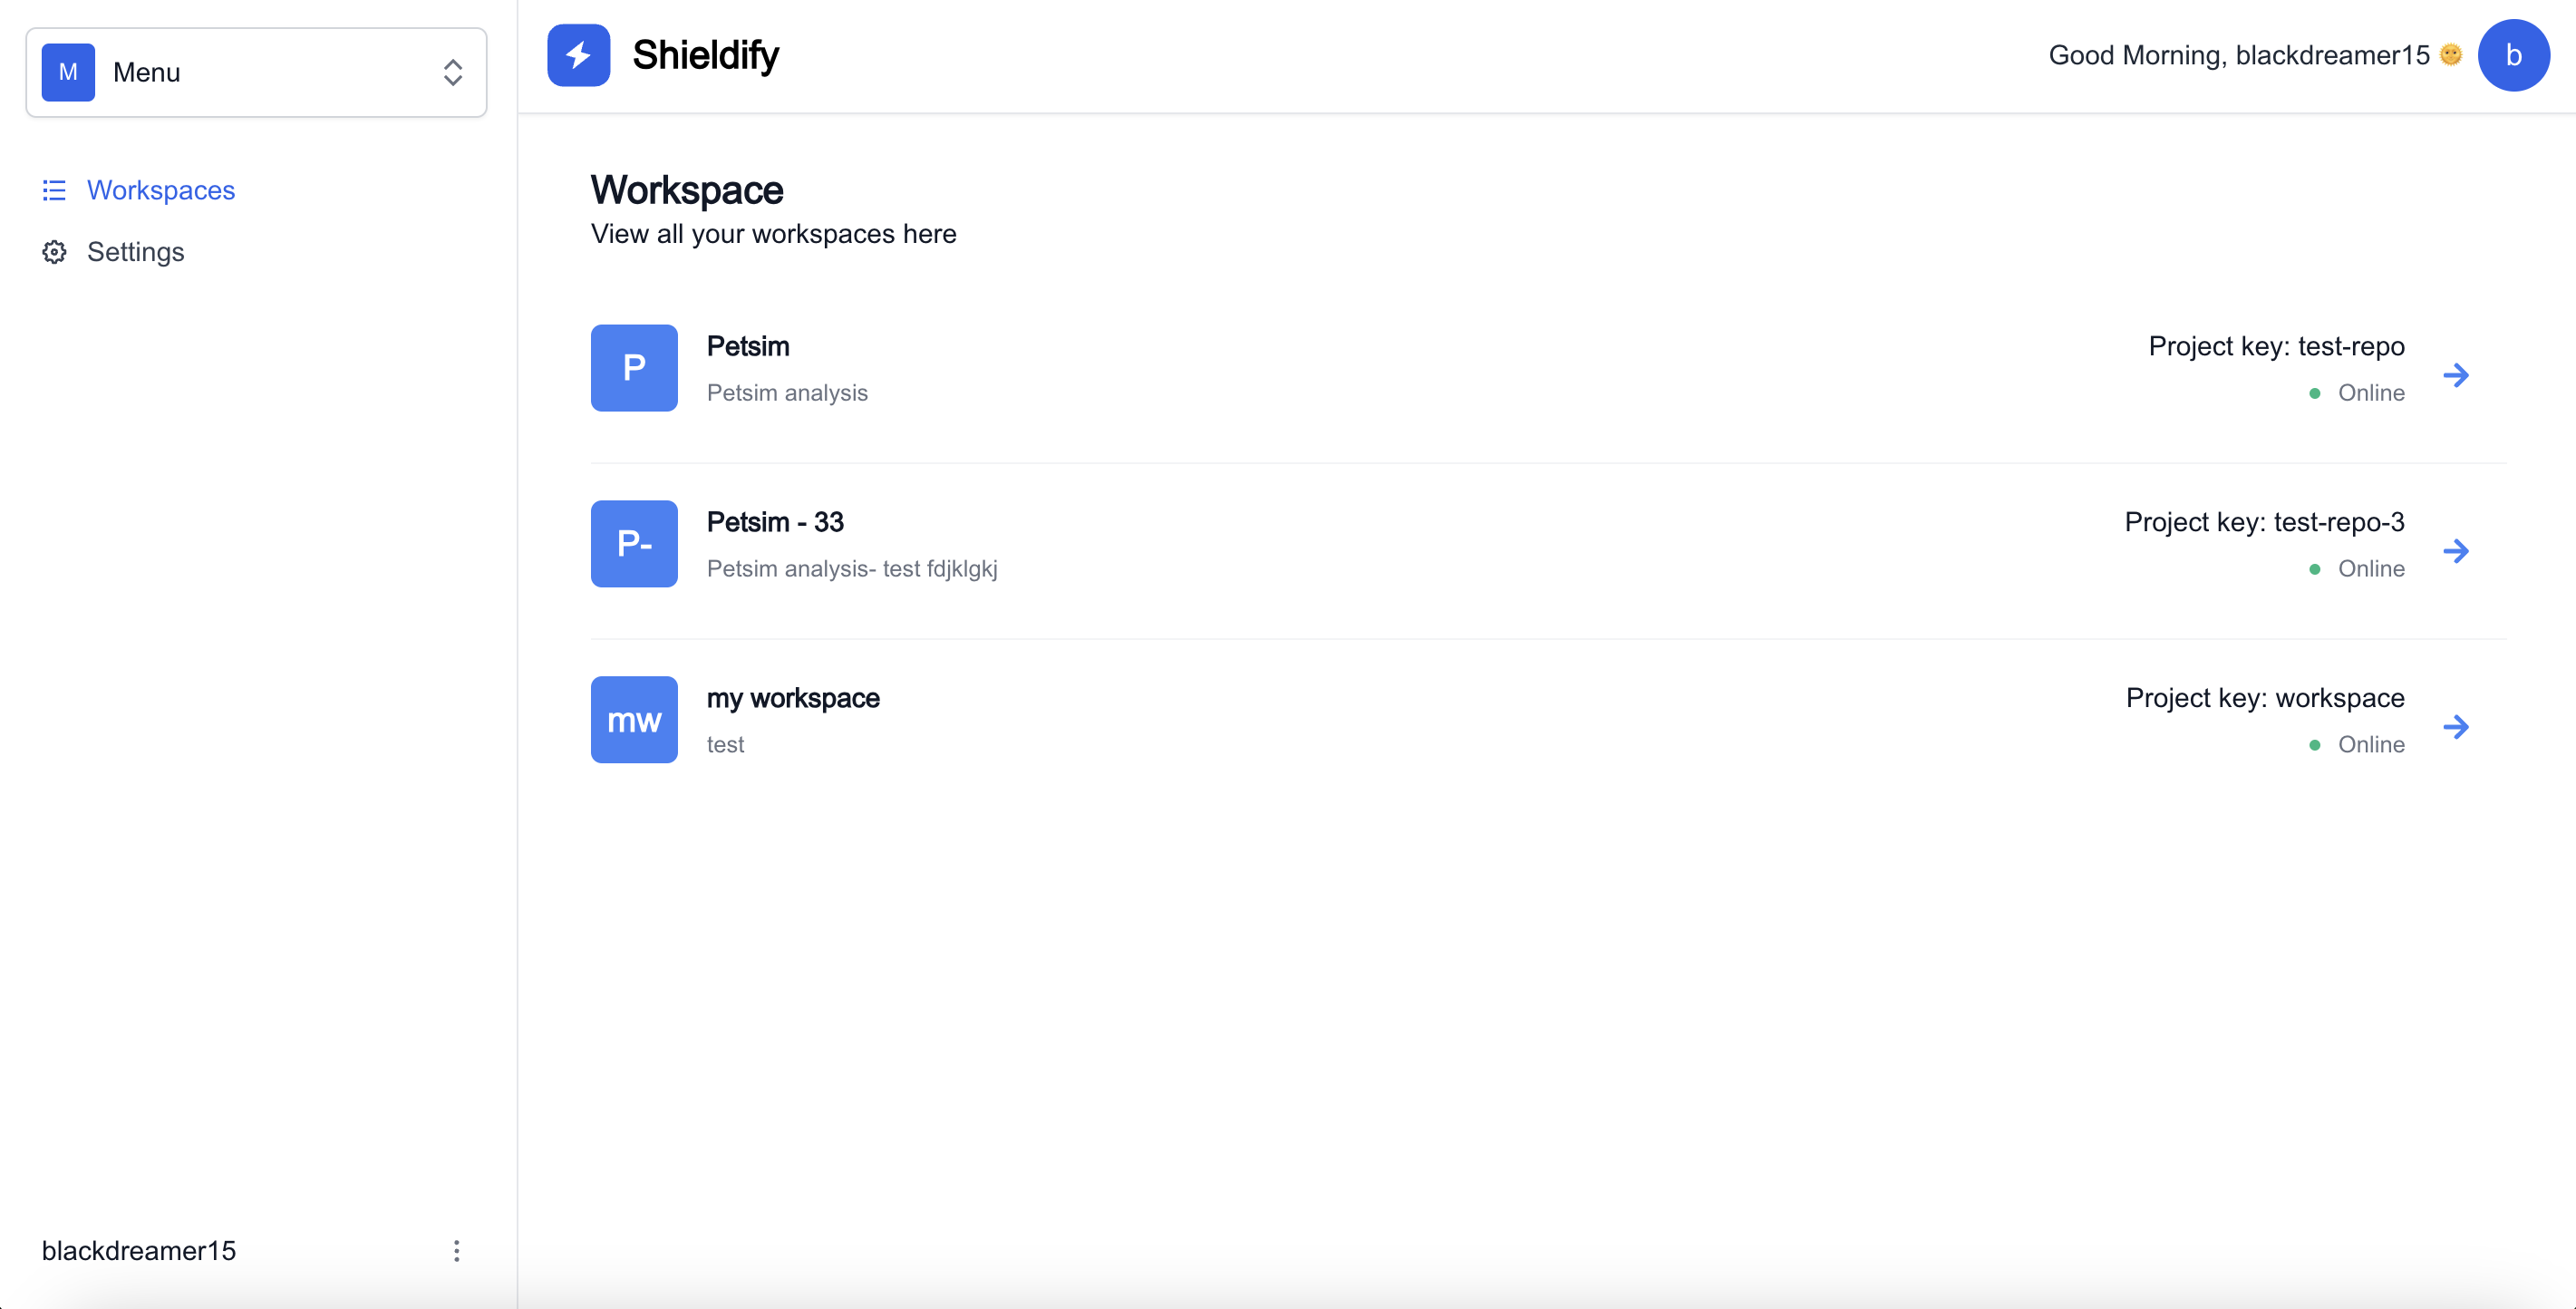 M Menu
Workspaces
Settings
blackdreamer15
Shieldify
Good Morning, blackdreamer15 🌞 b
Workspace
View all your workspaces here
P
Petsim
Petsim analysis
Project key: test-repo
Online
P-
Petsim - 33
Petsim analysis- test fdjklgkj
Project key: test-repo-3
Online
mw
my workspace
test
Project key: workspace
Online